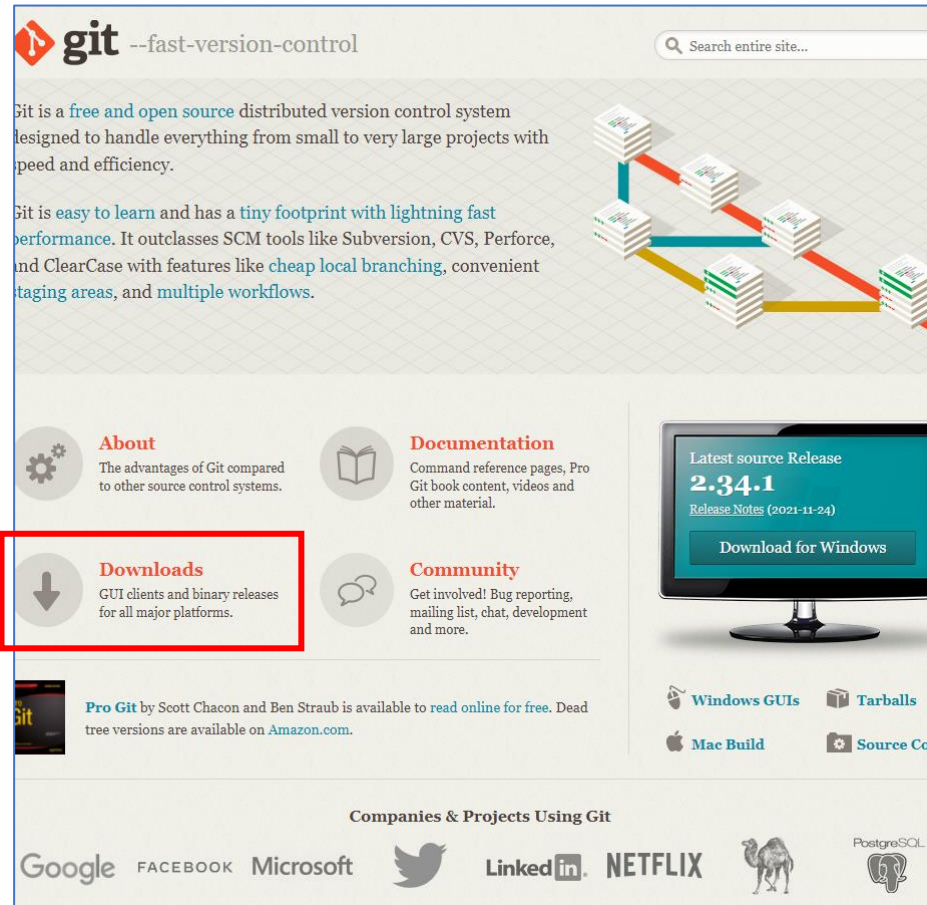 git --fast-version-control
Search entire site...
Git is a free and open source distributed version control system
designed to handle everything from small to very large projects with
speed and efficiency.
Git is easy to learn and has a tiny footprint with lightning fast
performance. It outclasses SCM tools like Subversion, CVS, Perforce,
and ClearCase with features like cheap local branching, convenient
staging areas, and multiple workflows.
About
The advantages of Git compared
to other source control systems.
Documentation
Command reference pages, Pro
Git book content, videos and
other material.
Downloads
GUI clients and binary releases
for all major platforms.
Community
Get involved! Bug reporting,
mailing list, chat, development
and more.
Latest source Release
2.34.1
Release Notes (2021-11-24)
Download for Windows
Windows GUIs
Tarballs
Mac Build
Source Co
Git
Pro Git by Scott Chacon and Ben Straub is available to read online for free. Dead
tree versions are available on Amazon.com.
Companies & Projects Using Git
Google FACEBOOK Microsoft Linked in. NETFLIX PostgreSQL